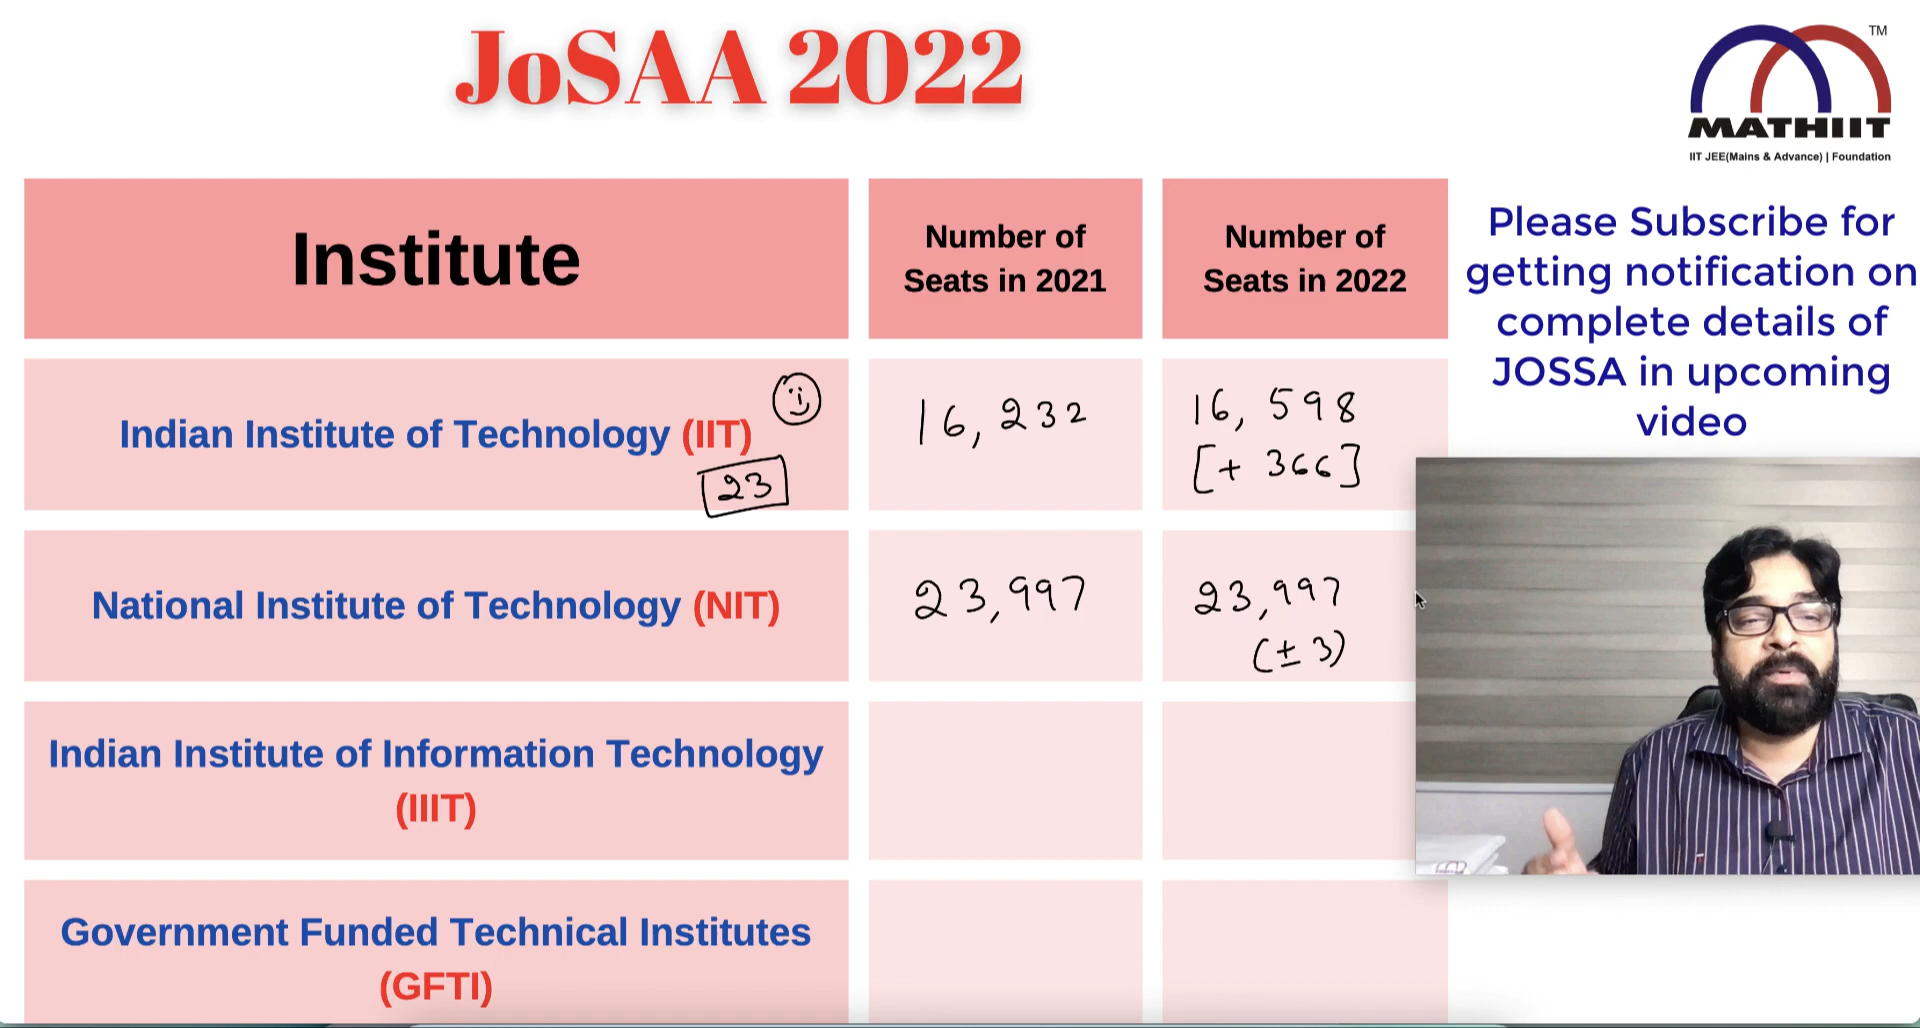 JoSAA 2022
TM
MATHIIT
IIT JEE(Mains & Advance) | Foundation
Institute
Number of
Seats in 2021
Number of
Seats in 2022
Please Subscribe for
getting notification on
complete details of
JOSSA in upcoming
video
Indian Institute of Technology (IIT)
23
16,232
16,598
[+ 366]
National Institute of Technology (NIT)
23,997
23,997
(± 3)
Indian Institute of Information Technology
(IIIT)
Government Funded Technical Institutes
(GFTI)